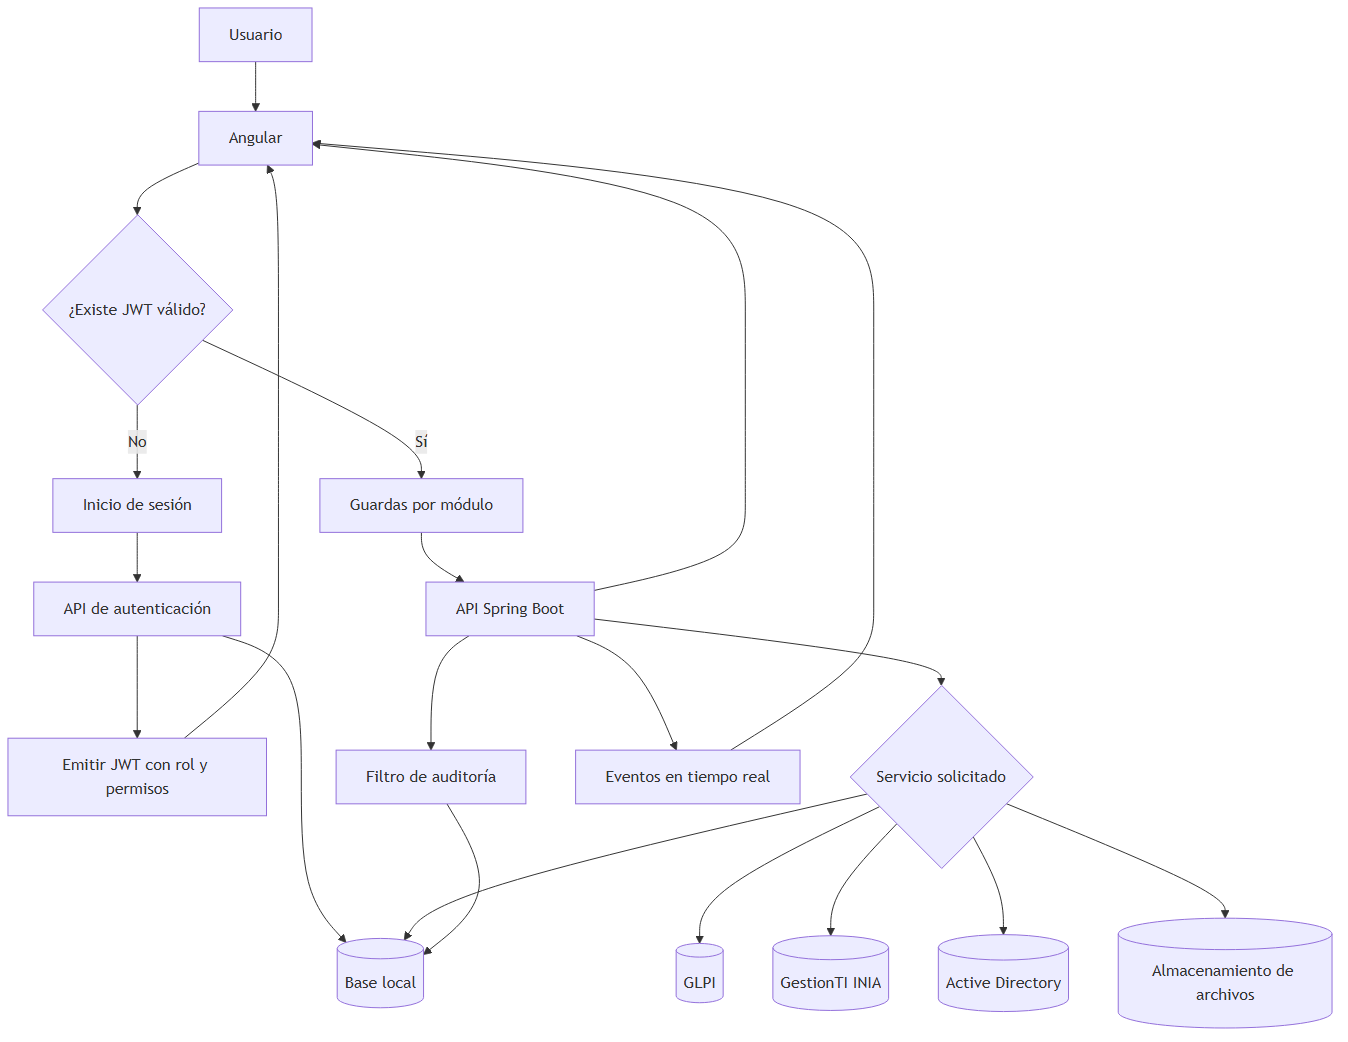 Usuario
Angular
¿Existe JWT válido?
No
Sí
Inicio de sesión
Guardas por módulo
API de autenticación
API Spring Boot
Emitir JWT con rol y
permisos
Filtro de auditoría
Eventos en tiempo real
Servicio solicitado
Base local
GLPI
GestionTI INIA
Active Directory
Almacenamiento de
archivos